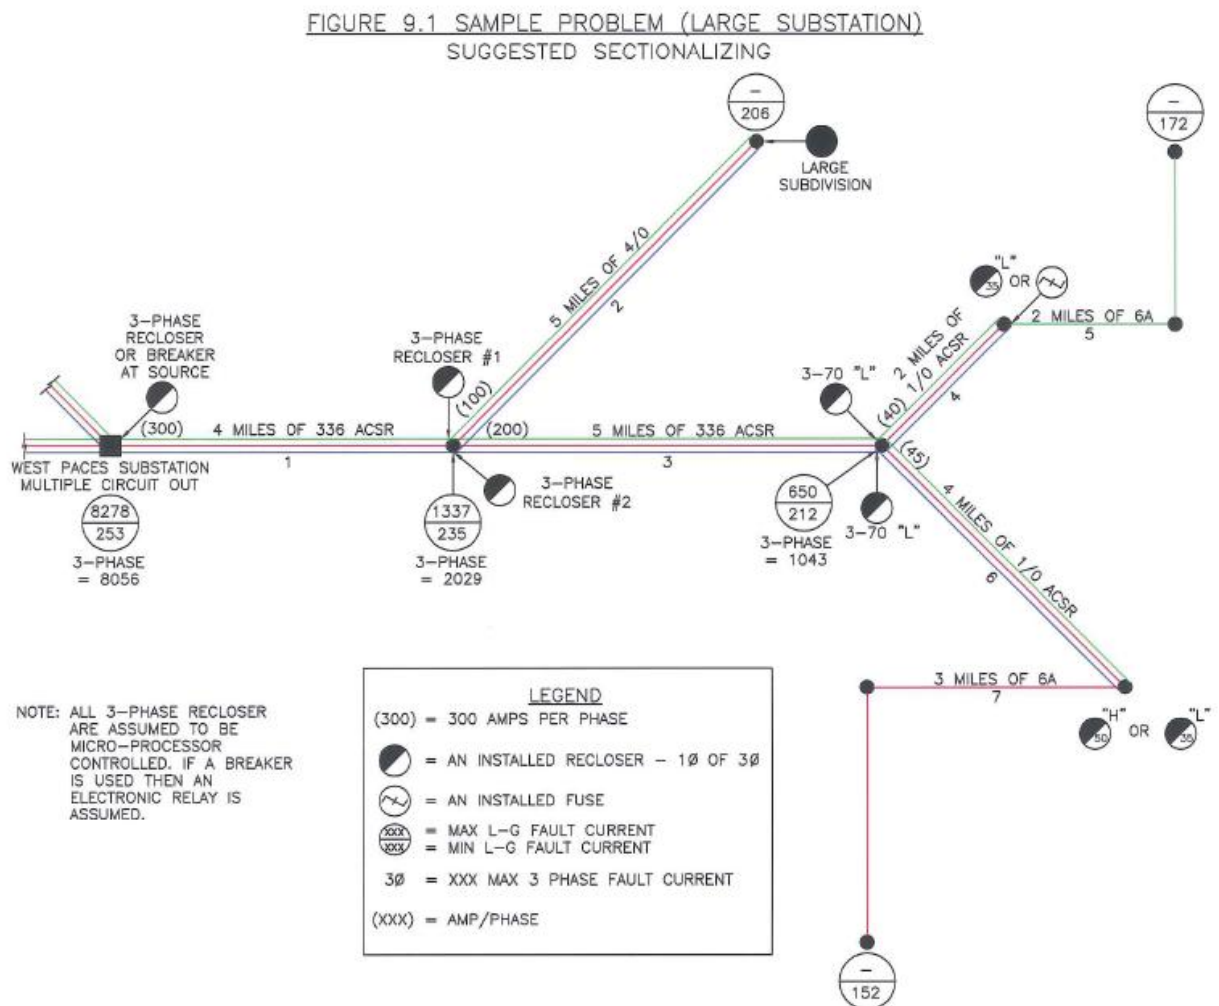 FIGURE 9.1 SAMPLE PROBLEM (LARGE SUBSTATION)
SUGGESTED SECTIONALIZING
–
206
LARGE
SUBDIVISION
–
172
5 MILES OF 4/0
2
"L"
35
OR
2 MILES OF 6A
5
2 MILES OF
1/0 ACSR
(40)
4
3-PHASE
RECLOSER
OR BREAKER
AT SOURCE
3-PHASE
RECLOSER #1
(100)
3-70 "L"
(300)
4 MILES OF 336 ACSR
1
(200)
5 MILES OF 336 ACSR
3
(45)
WEST PACES SUBSTATION
MULTIPLE CIRCUIT OUT
8278
253
3-PHASE
= 8056
3-PHASE
RECLOSER #2
1337
235
3-PHASE
= 2029
650
212
3-PHASE
= 1043
3-70 "L"
4 MILES OF 1/0 ACSR
6
3 MILES OF 6A
7
"H"
50
OR
"L"
35
–
152
NOTE: ALL 3-PHASE RECLOSER
ARE ASSUMED TO BE
MICRO-PROCESSOR
CONTROLLED. IF A BREAKER
IS USED THEN AN
ELECTRONIC RELAY IS
ASSUMED.
LEGEND
(300) = 300 AMPS PER PHASE
= AN INSTALLED RECLOSER - 1Ø OF 3Ø
= AN INSTALLED FUSE
XXX = MAX L-G FAULT CURRENT
XXX = MIN L-G FAULT CURRENT
3Ø = XXX MAX 3 PHASE FAULT CURRENT
(XXX) = AMP/PHASE